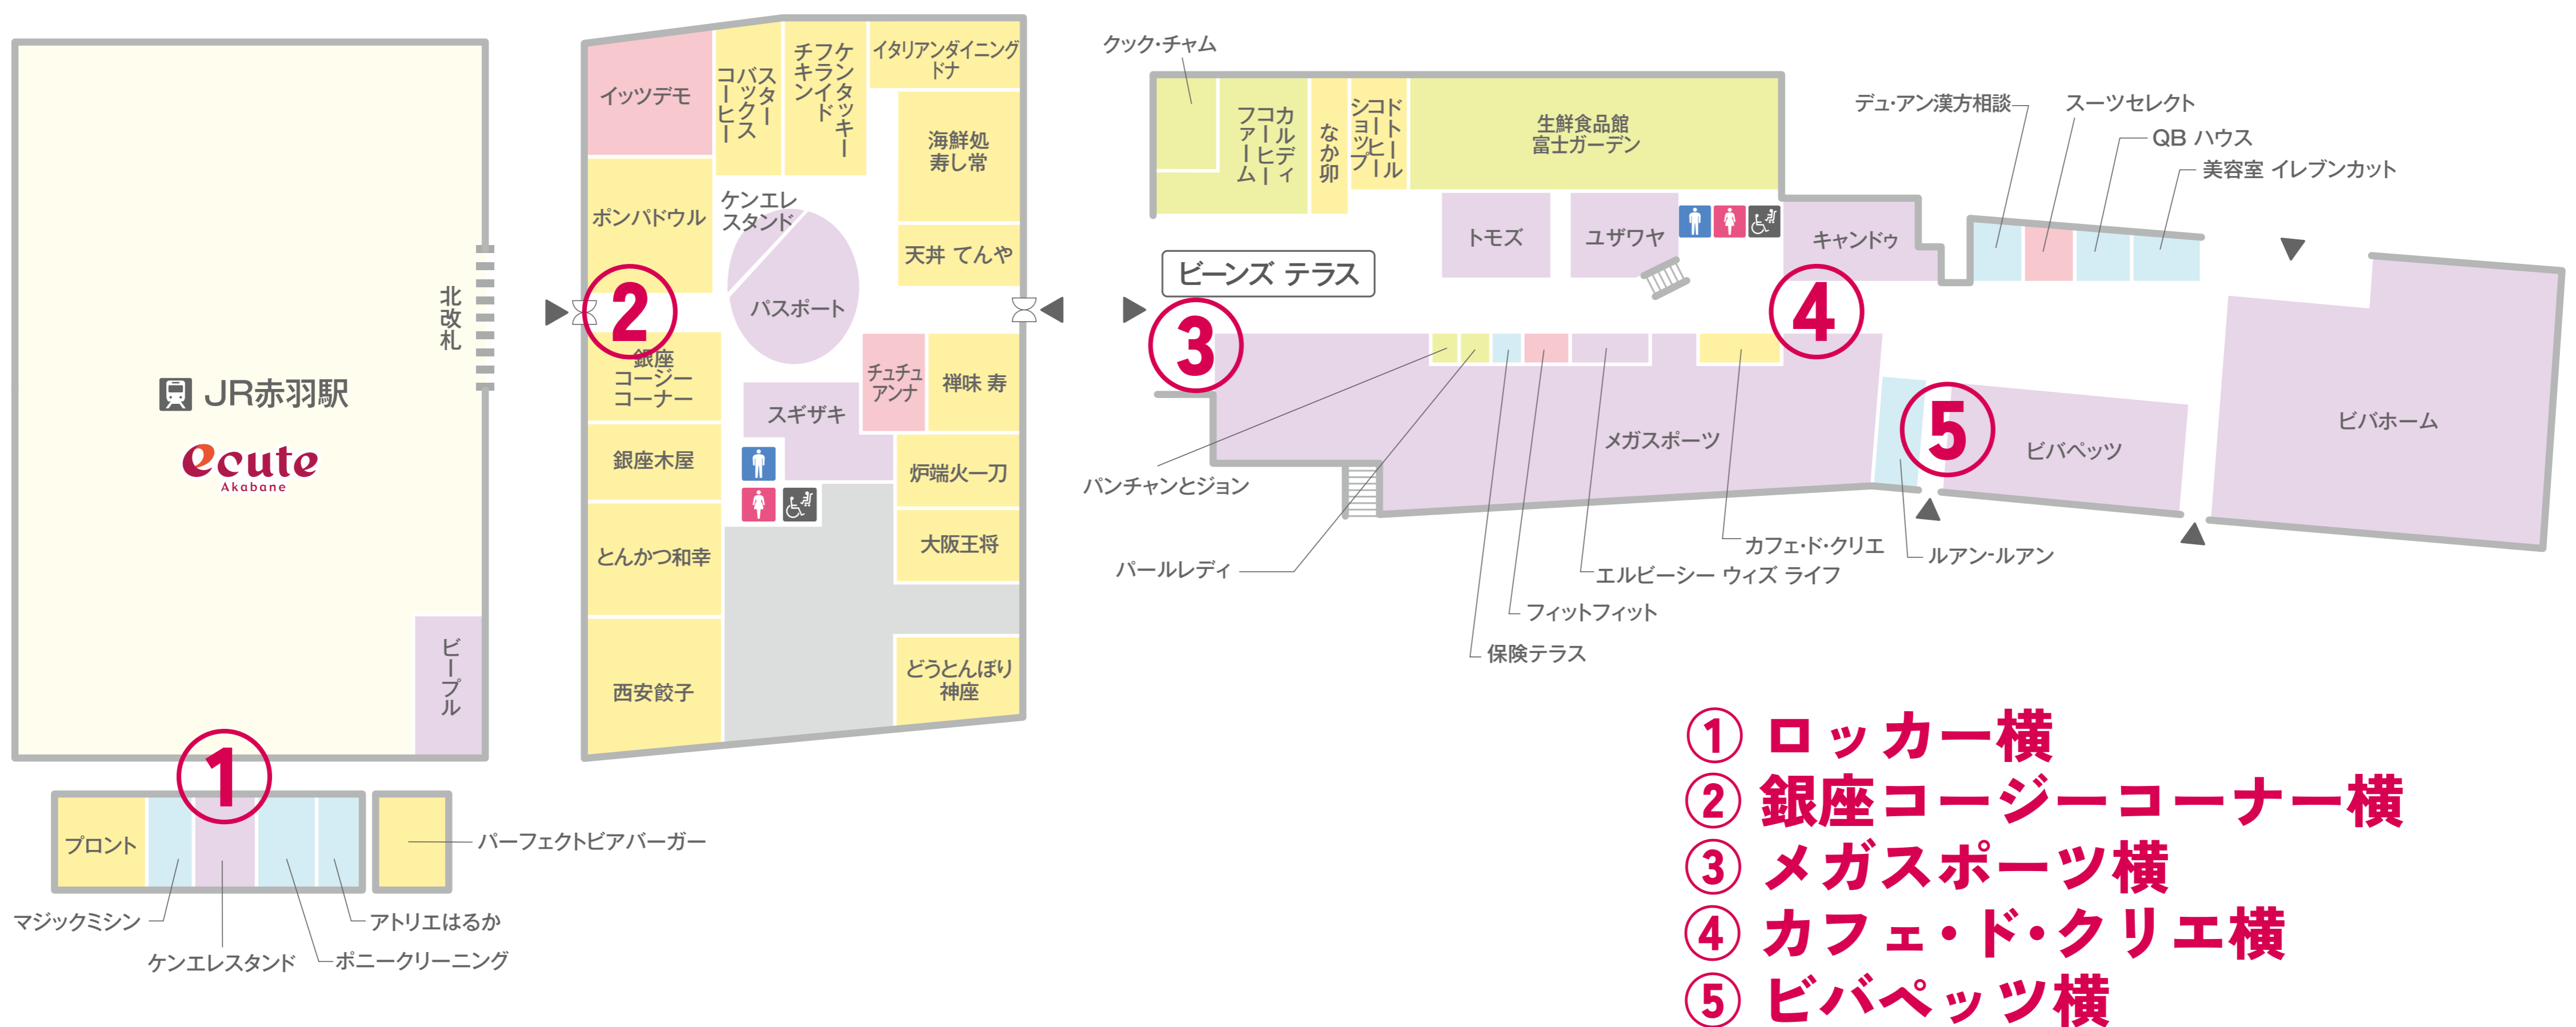 北改札
JR赤羽駅
ecute
Akabane
ビープル
①
プロント
パーフェクトビアバーガー
マジックミシン
アトリエはるか
ケンエレスタンド
ポニークリーニング
イッツデモ
スター
バックス
コーヒー
ケンタッキー
フライド
チキン
イタリアンダイニング
ドナ
海鮮処
寿し常
ポンパドウル
ケンエレ
スタンド
天丼 てんや
②
パスポート
銀座
コージー
コーナー
チュチュ
アンナ
禅味 寿
スギザキ
銀座木屋
炉端火一刀
とんかつ和幸
大阪王将
西安餃子
どうとんぼり
神座
クック・チャム
カルディ
コーヒー
ファーム
なか卯
ドトール
コーヒー
ショップ
生鮮食品館
富士ガーデン
デュ・アン漢方相談
スーツセレクト
QB ハウス
美容室 イレブンカット
トモズ
ユザワヤ
キャンドゥ
ビーンズ テラス
③
④
⑤
メガスポーツ
ビバペッツ
ビバホーム
パンチャンとジョン
パールレディ
カフェ・ド・クリエ
ルアン-ルアン
エルビーシー ウィズ ライフ
フィットフィット
保険テラス
① ロッカー横
② 銀座コージーコーナー横
③ メガスポーツ横
④ カフェ・ド・クリエ横
⑤ ビバペッツ横